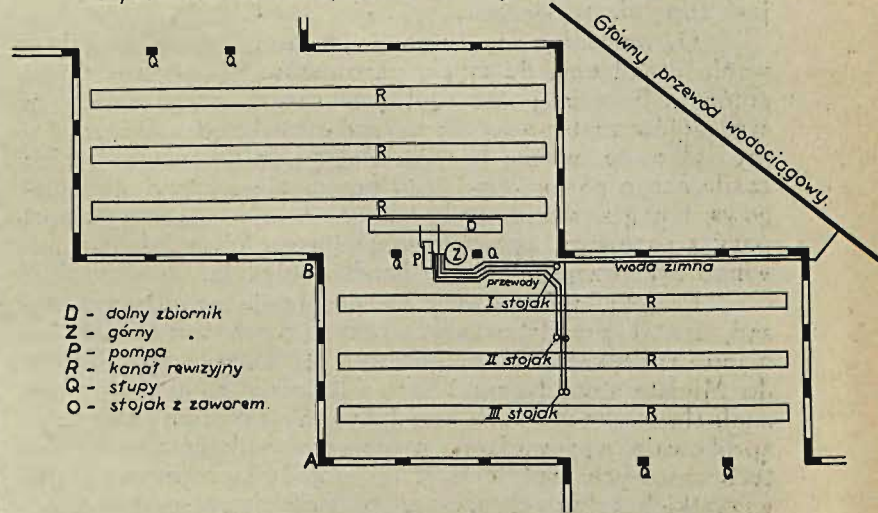 Główny przewód wodociągowy.
Q
Q
R
R
R
D
Q
P
Z
Q
B
przewody
woda zimna
I stojak
R
II stojak
R
III stojak
R
A
Q
Q
D - dolny zbiornik
Z - górny "
P - pompa
R - kanał rewizyjny
Q - słupy
O - stojak z zaworem.